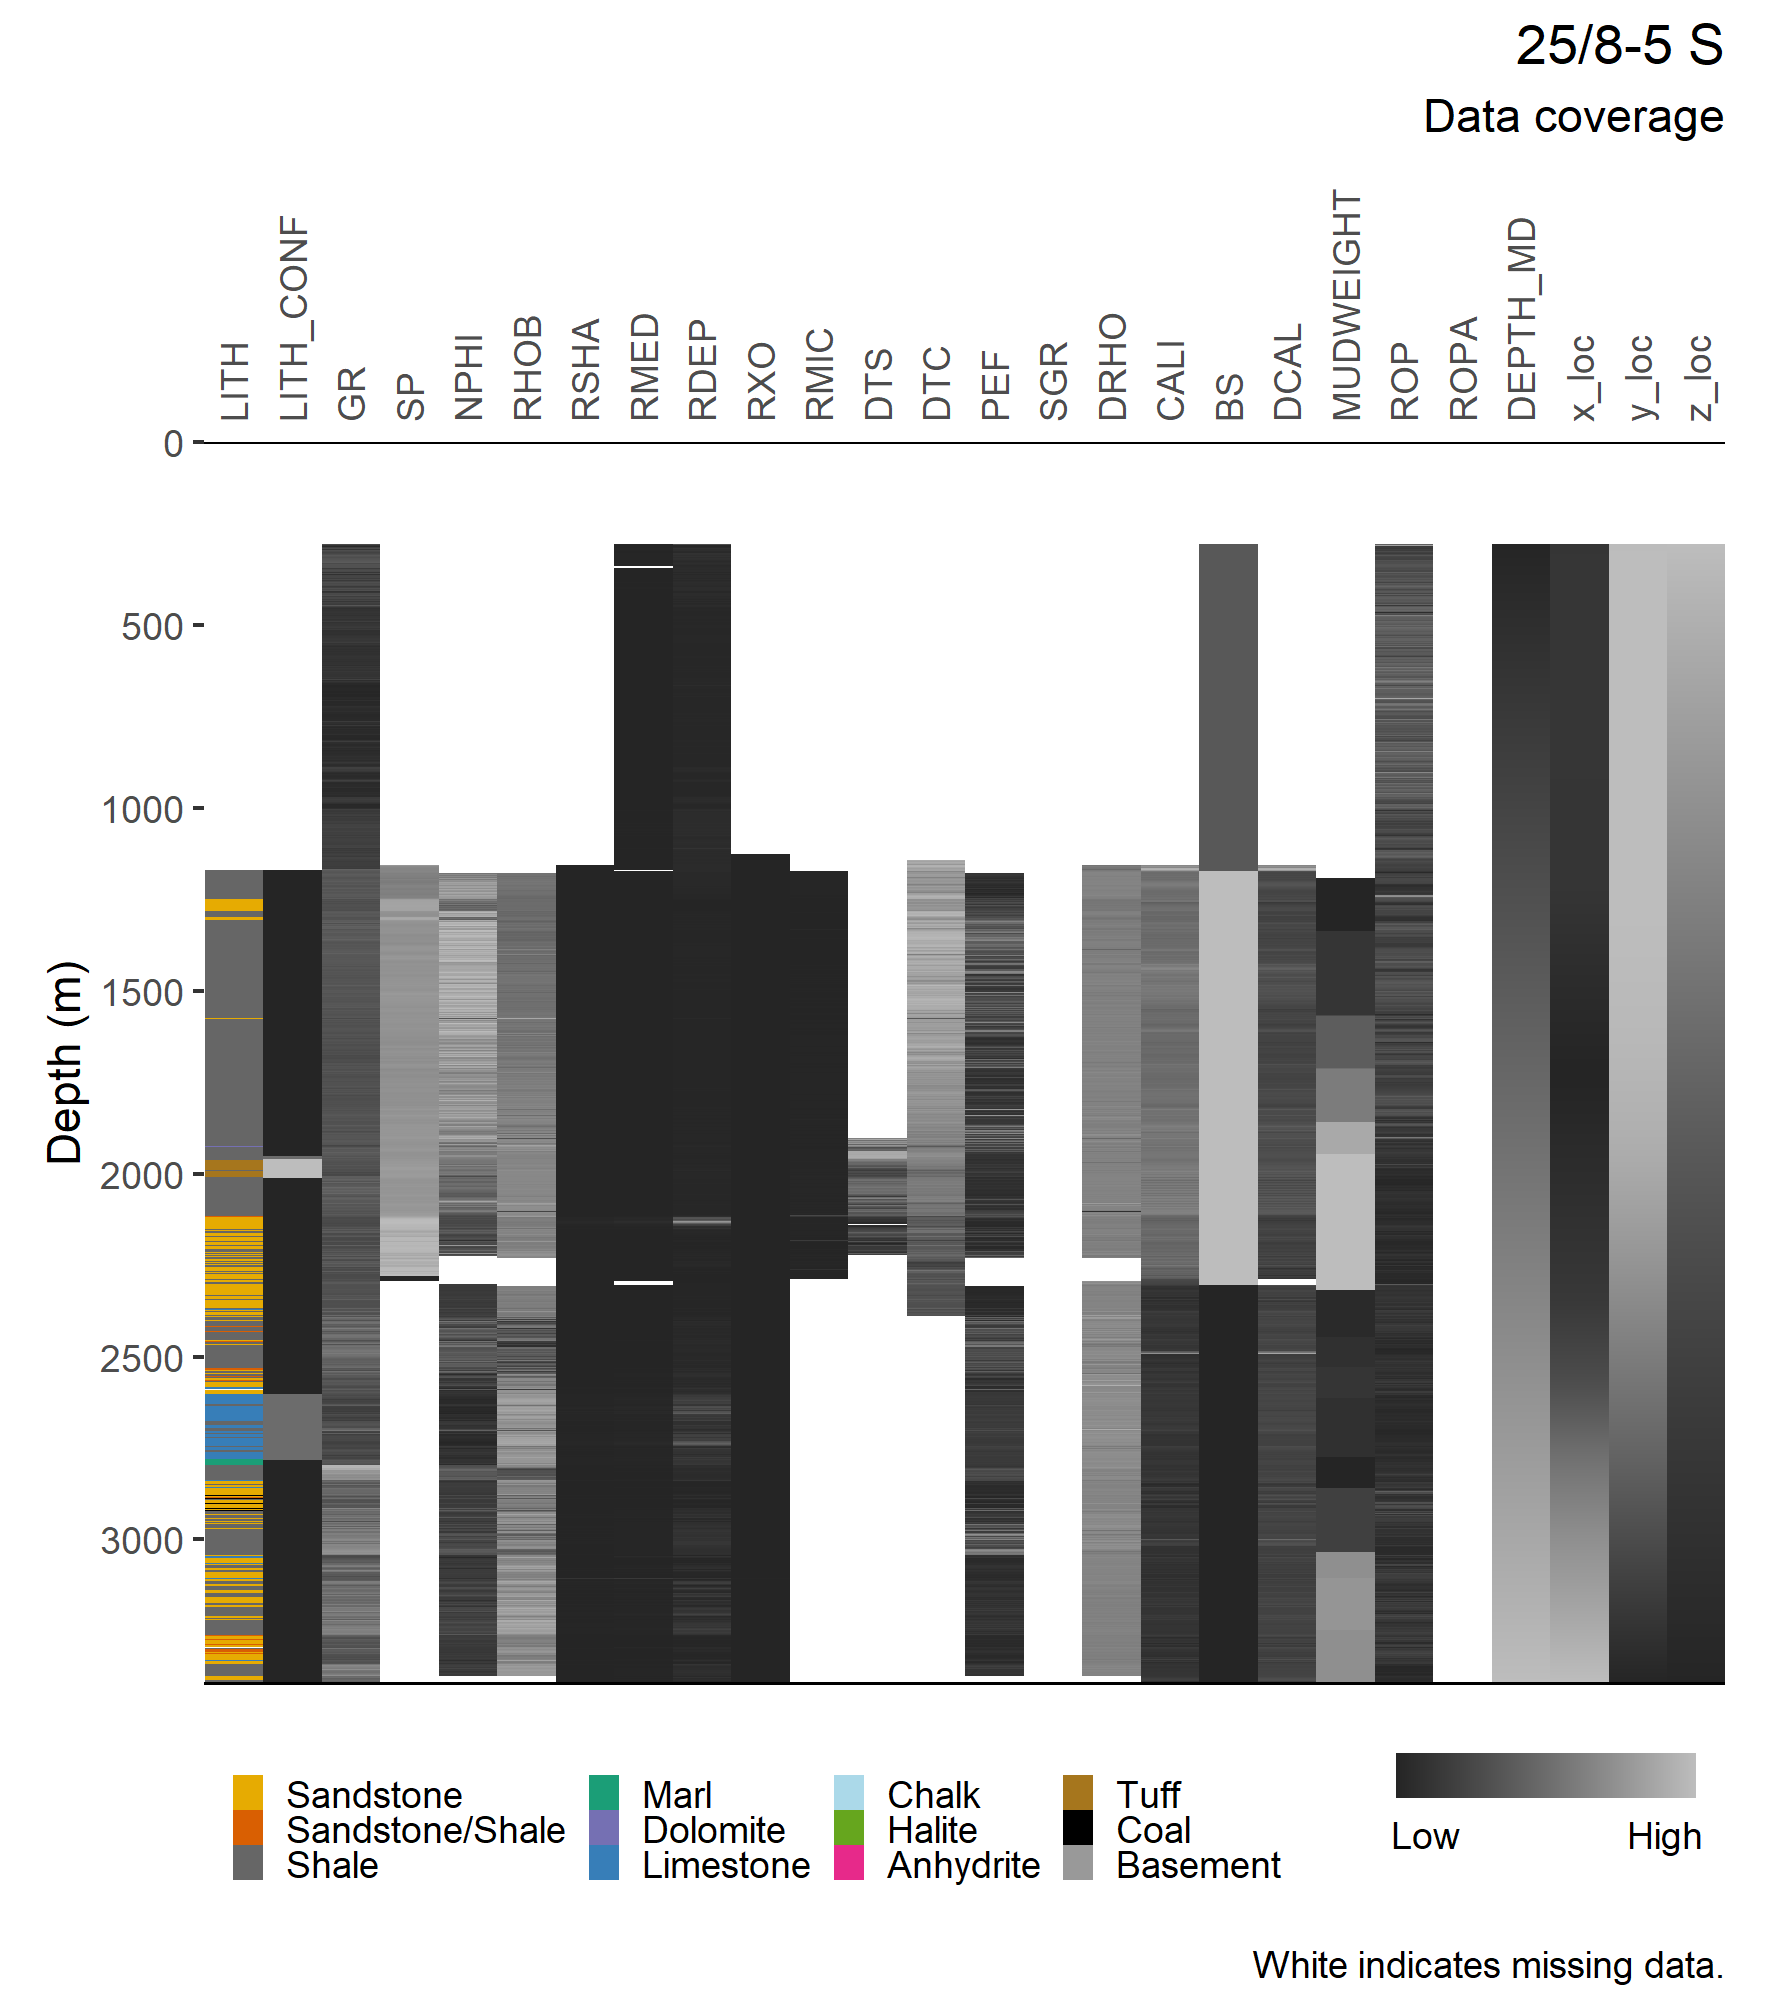 25/8-5 S
Data coverage
LITH
LITH_CONF
GR
SP
NPHI
RHOB
RSHA
RMED
RDEP
RXO
RMIC
DTS
DTC
PEF
SGR
DRHO
CALI
BS
DCAL
MUDWEIGHT
ROP
ROPA
DEPTH_MD
x_loc
y_loc
z_loc
Depth (m)
0
500
1000
1500
2000
2500
3000
Sandstone
Sandstone/Shale
Shale
Marl
Dolomite
Limestone
Chalk
Halite
Anhydrite
Tuff
Coal
Basement
Low High
White indicates missing data.